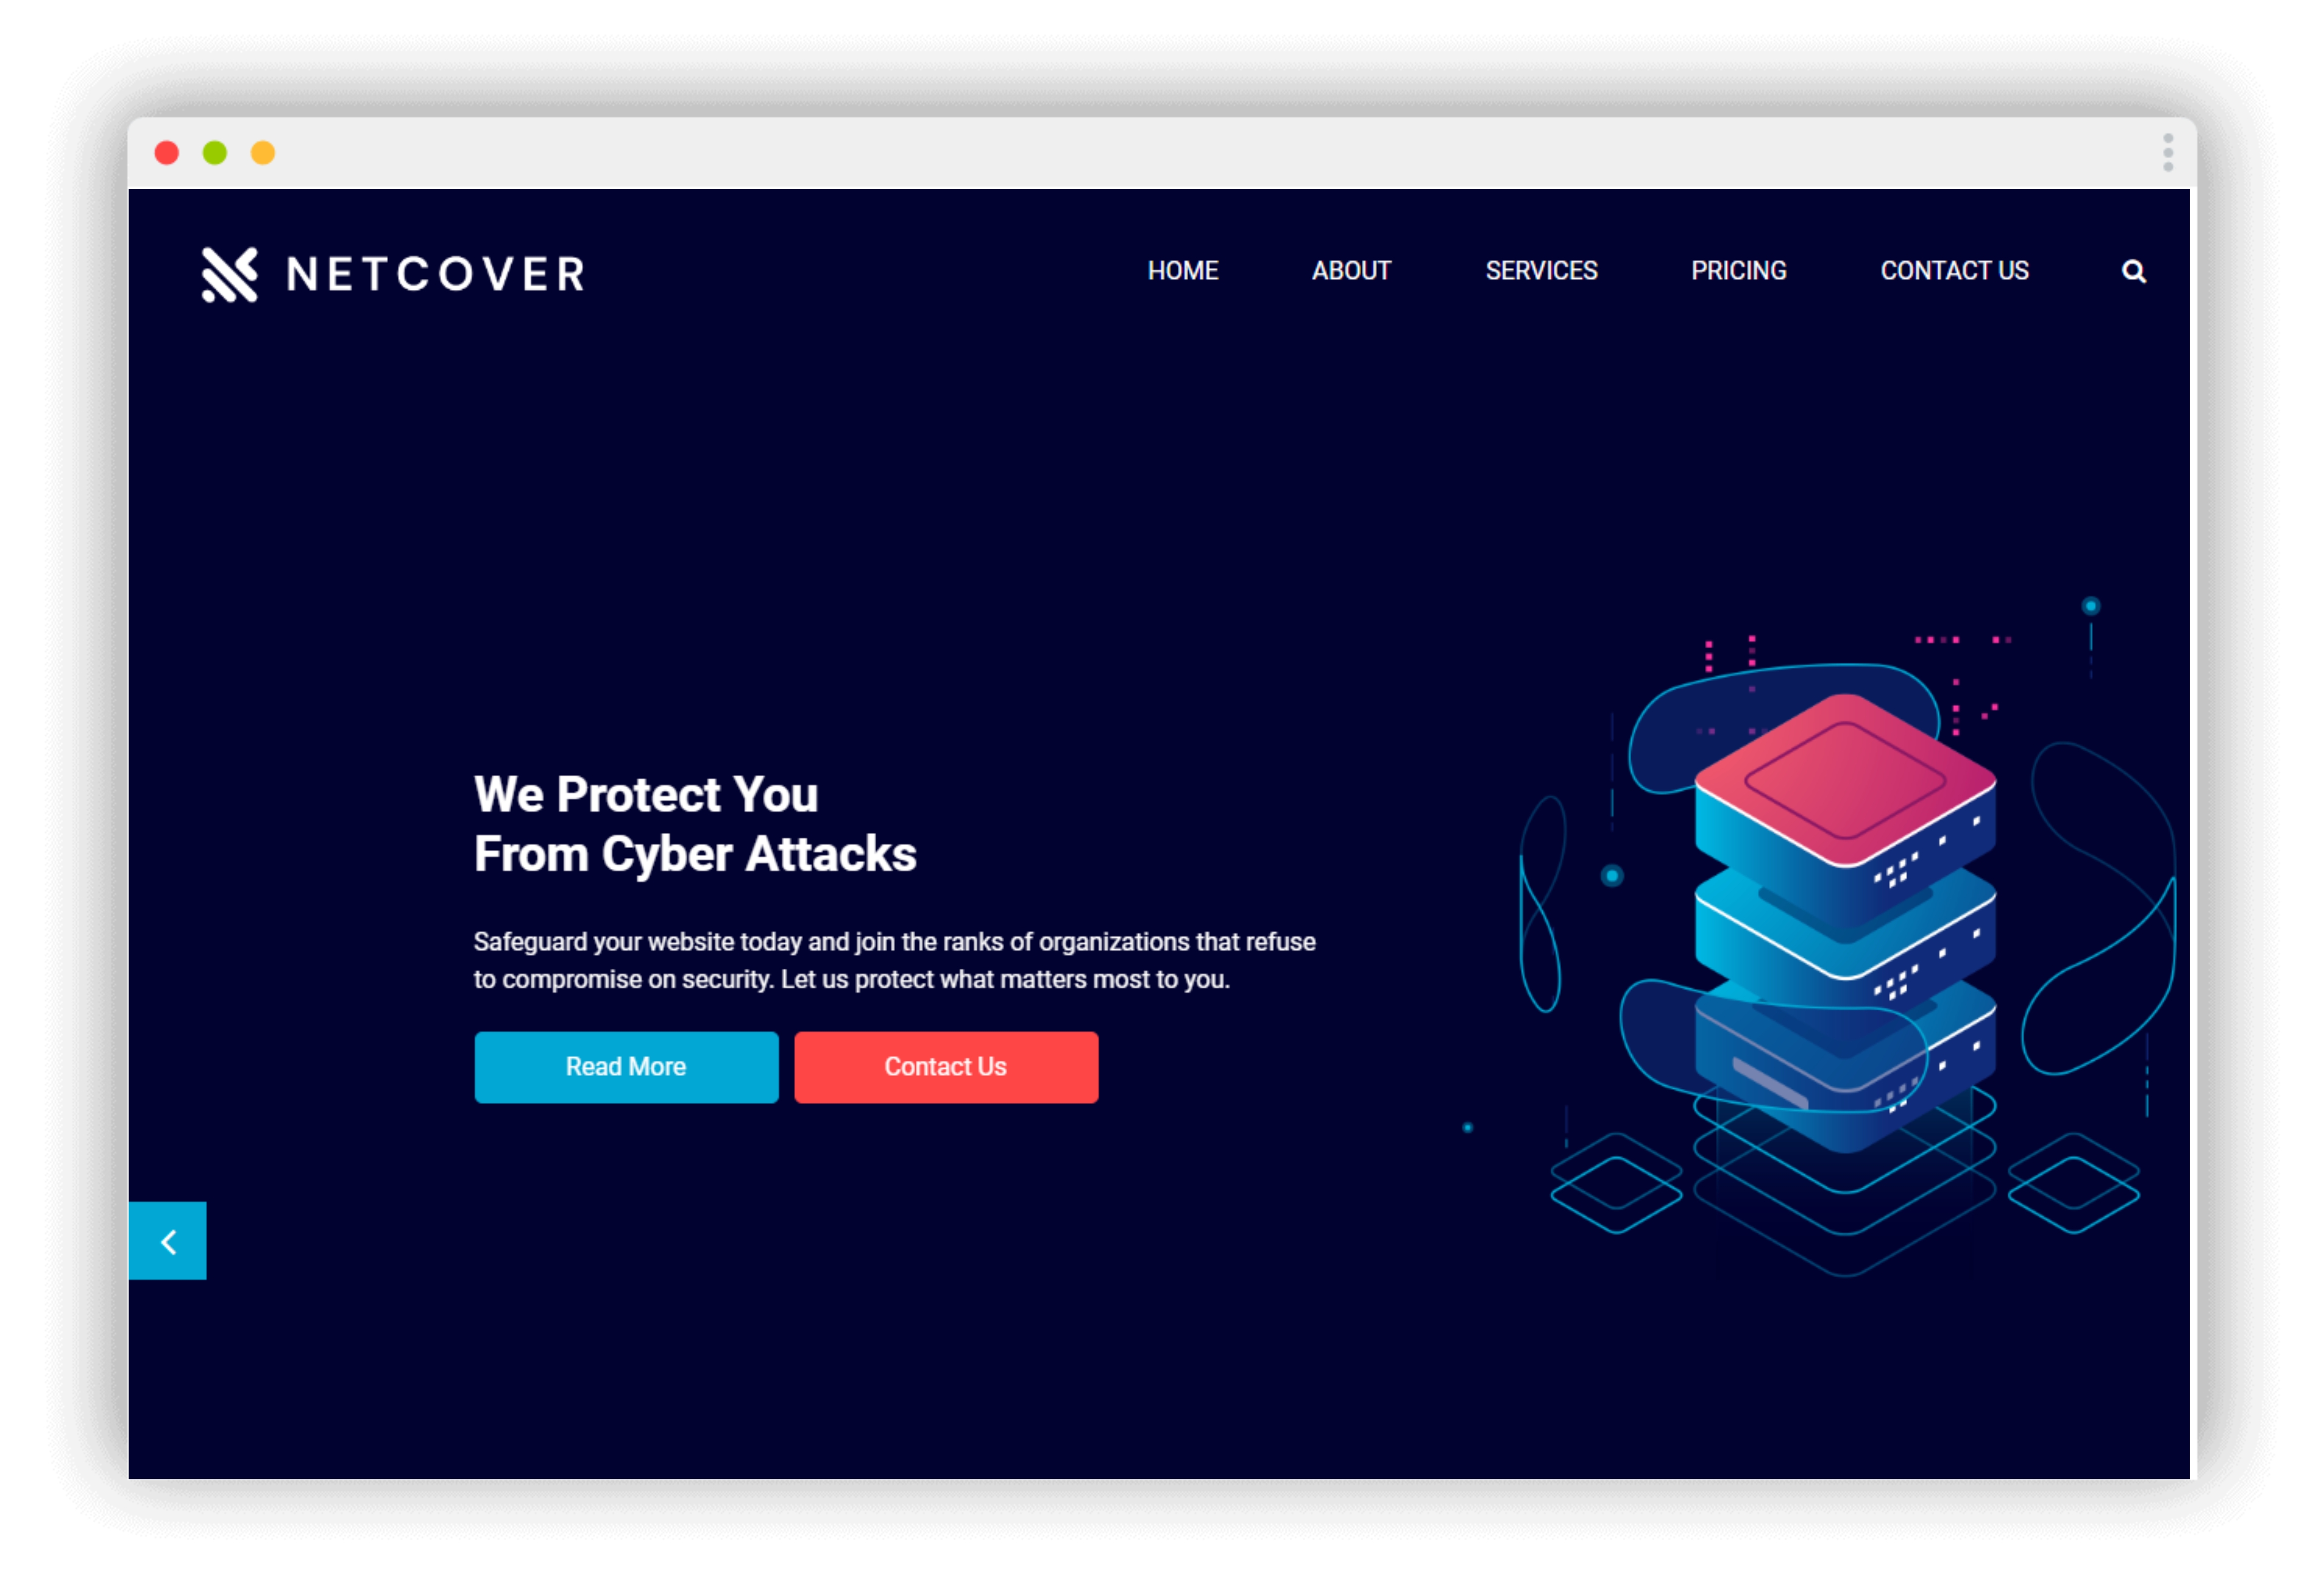 NETCOVER
HOME ABOUT SERVICES PRICING CONTACT US
We Protect You
From Cyber Attacks
Safeguard your website today and join the ranks of organizations that refuse
to compromise on security. Let us protect what matters most to you.
Read More Contact Us